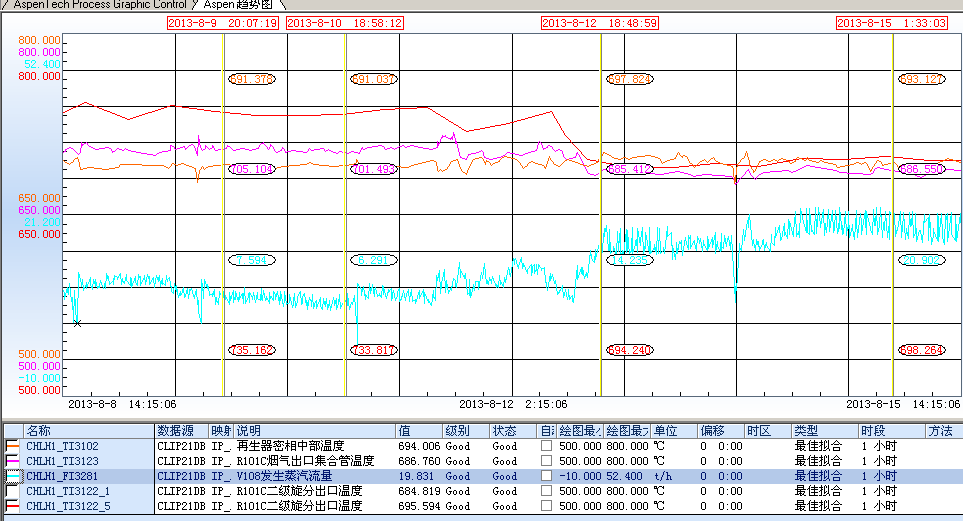 AspenTech Process Graphic Control Aspen趋势图
2013-8-9 20:07:19 2013-8-10 18:58:12 2013-8-12 18:48:59 2013-8-15 1:33:03
800.000
800.000
52.400
800.000
691.378 691.037 697.824 693.127
705.104 701.493 685.412 686.550
650.000
650.000
21.200
650.000
7.594 6.291 14.235 20.902
735.162 733.817 694.240 698.264
500.000
500.000
-10.000
500.000
2013-8-8 14:15:06 2013-8-12 2:15:06 2013-8-15 14:15:06
名称 数据源 映射 说明 值 级别 状态 绘图最 绘图最 单位 偏移 时区 类型 时段 方法
CHLH1_TI3102 CLIP21DB IP_ 再生器密相中部温度 694.006 Good Good 500.000 800.000 ℃ 0 0:00 最佳拟合 1 小时
CHLH1_TI3123 CLIP21DB IP_ R101C烟气出口集合管温度 686.760 Good Good 500.000 800.000 ℃ 0 0:00 最佳拟合 1 小时
CHLH1_FI3281 CLIP21DB IP_ V108发生蒸汽流量 19.831 Good Good -10.000 52.400 t/h 0 0:00 最佳拟合 1 小时
CHLH1_TI3122_1 CLIP21DB IP_ R101C二级旋分出口温度 684.819 Good Good 500.000 800.000 ℃ 0 0:00 最佳拟合 1 小时
CHLH1_TI3122_5 CLIP21DB IP_ R101C二级旋分出口温度 695.594 Good Good 500.000 800.000 ℃ 0 0:00 最佳拟合 1 小时